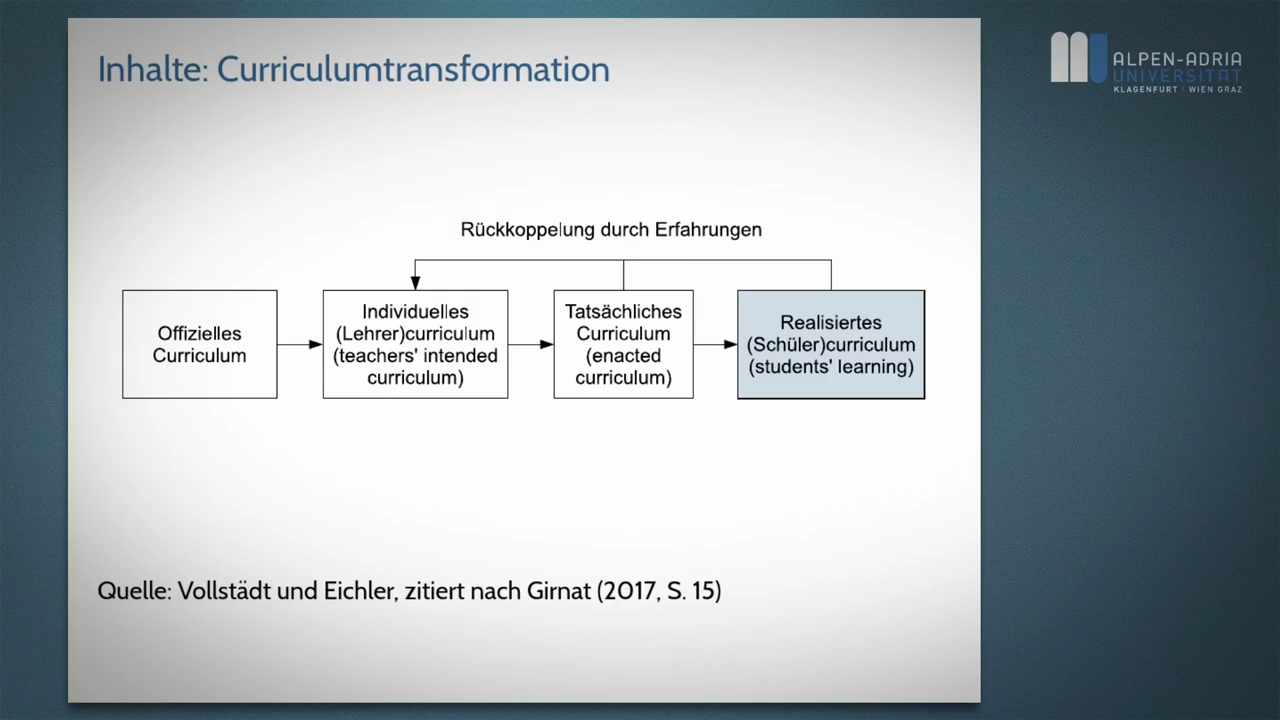 Inhalte: Curriculumtransformation
ALPEN-ADRIA
UNIVERSITÄT
KLAGENFURT | WIEN GRAZ
Rückkoppelung durch Erfahrungen
Offizielles
Curriculum
Individuelles
(Lehrer)curriculum
(teachers' intended
curriculum)
Tatsächliches
Curriculum
(enacted
curriculum)
Realisiertes
(Schüler)curriculum
(students' learning)
Quelle: Vollstädt und Eichler, zitiert nach Girnat (2017, S. 15)